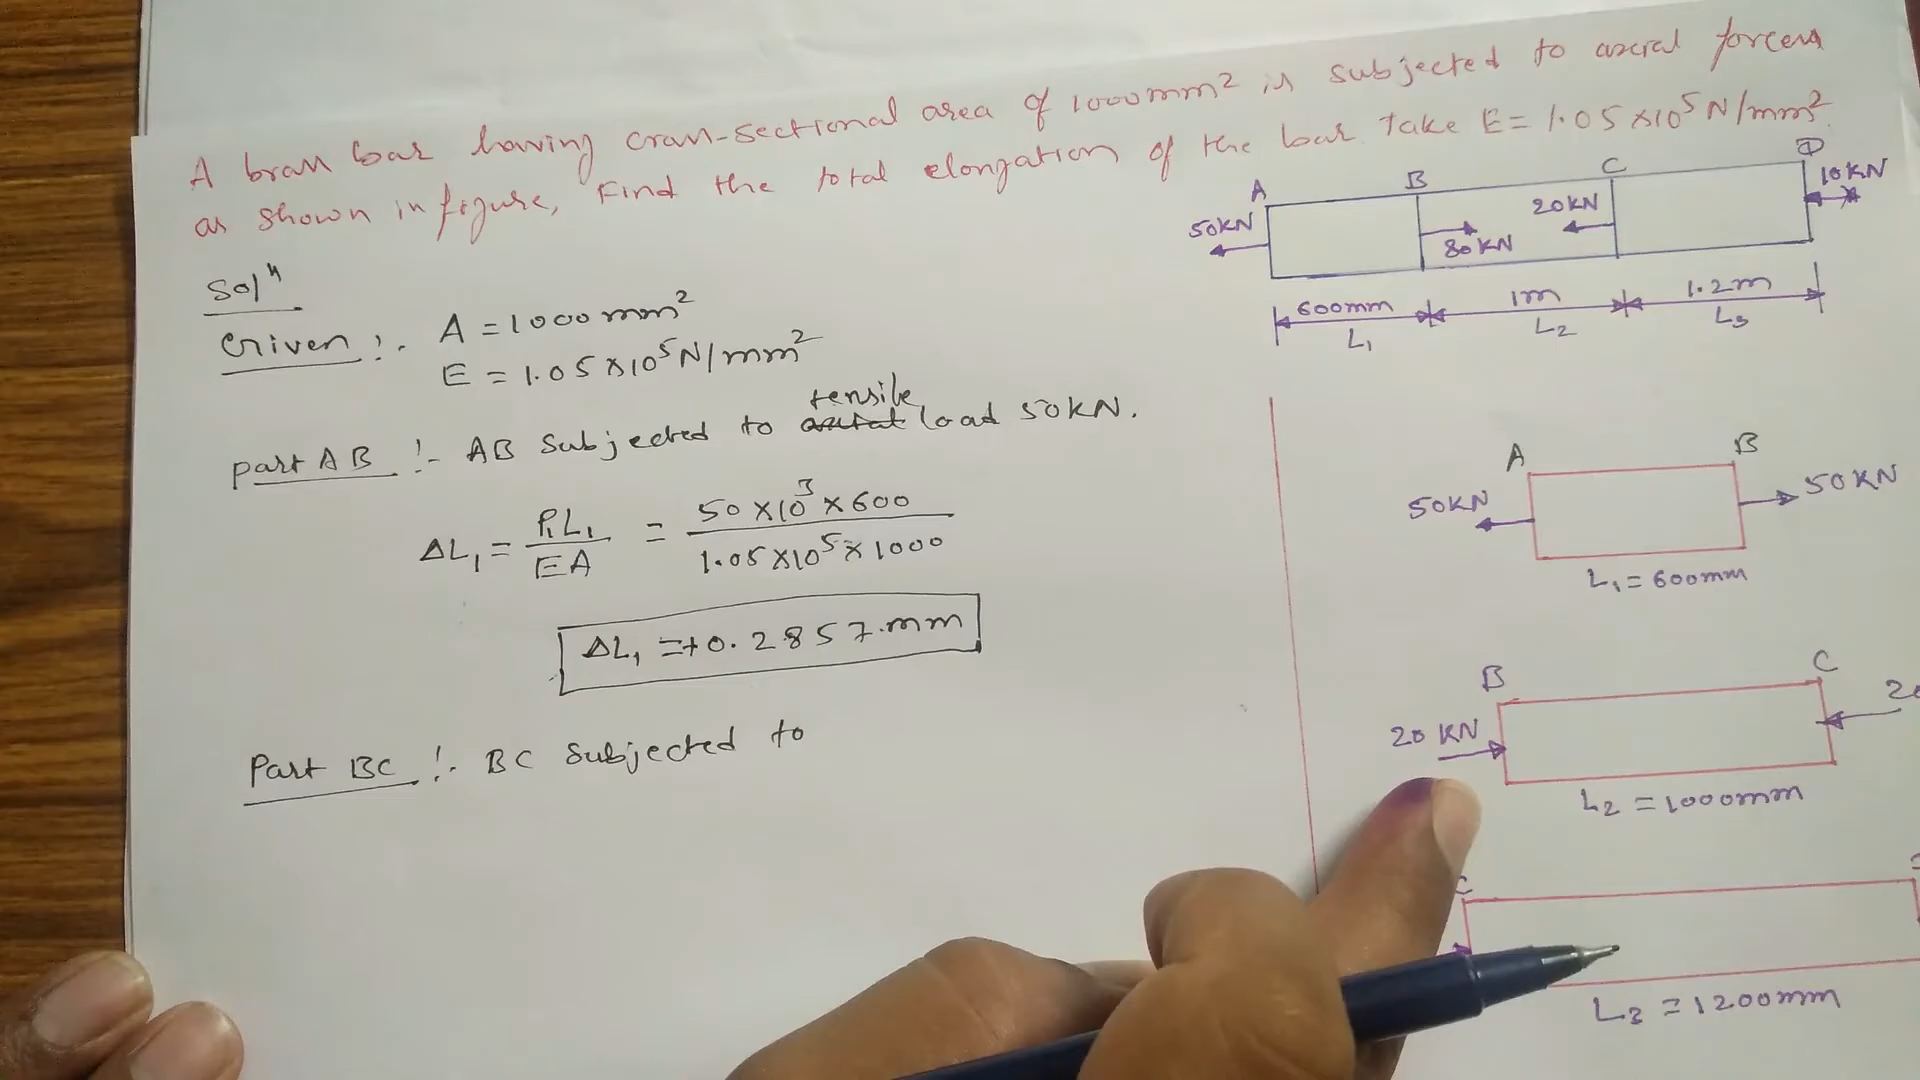 A brass bar having cross-sectional area of 1000mm² is subjected to axial forces
as shown in figure, Find the total elongation of the bar. Take E = 1.05 ×10⁵ N/mm².
A B C D
50KN 80KN 20KN 10KN
600mm 1m 1.2m
L₁ L₂ L₃
Solⁿ
Given :- A = 1000 mm²
E = 1.05 ×10⁵ N/mm²
tensile
Part AB :- AB Subjected to load 50KN.
ΔL₁ = P₁L₁ / EA = 50 ×10³ ×600 / 1.05 ×10⁵ × 1000
ΔL₁ = +0.2857 mm
Part BC :- BC Subjected to
A B
50KN 50KN
L₁ = 600mm
B C
20 KN 20
L₂ = 1000mm
C
L₃ = 1200mm